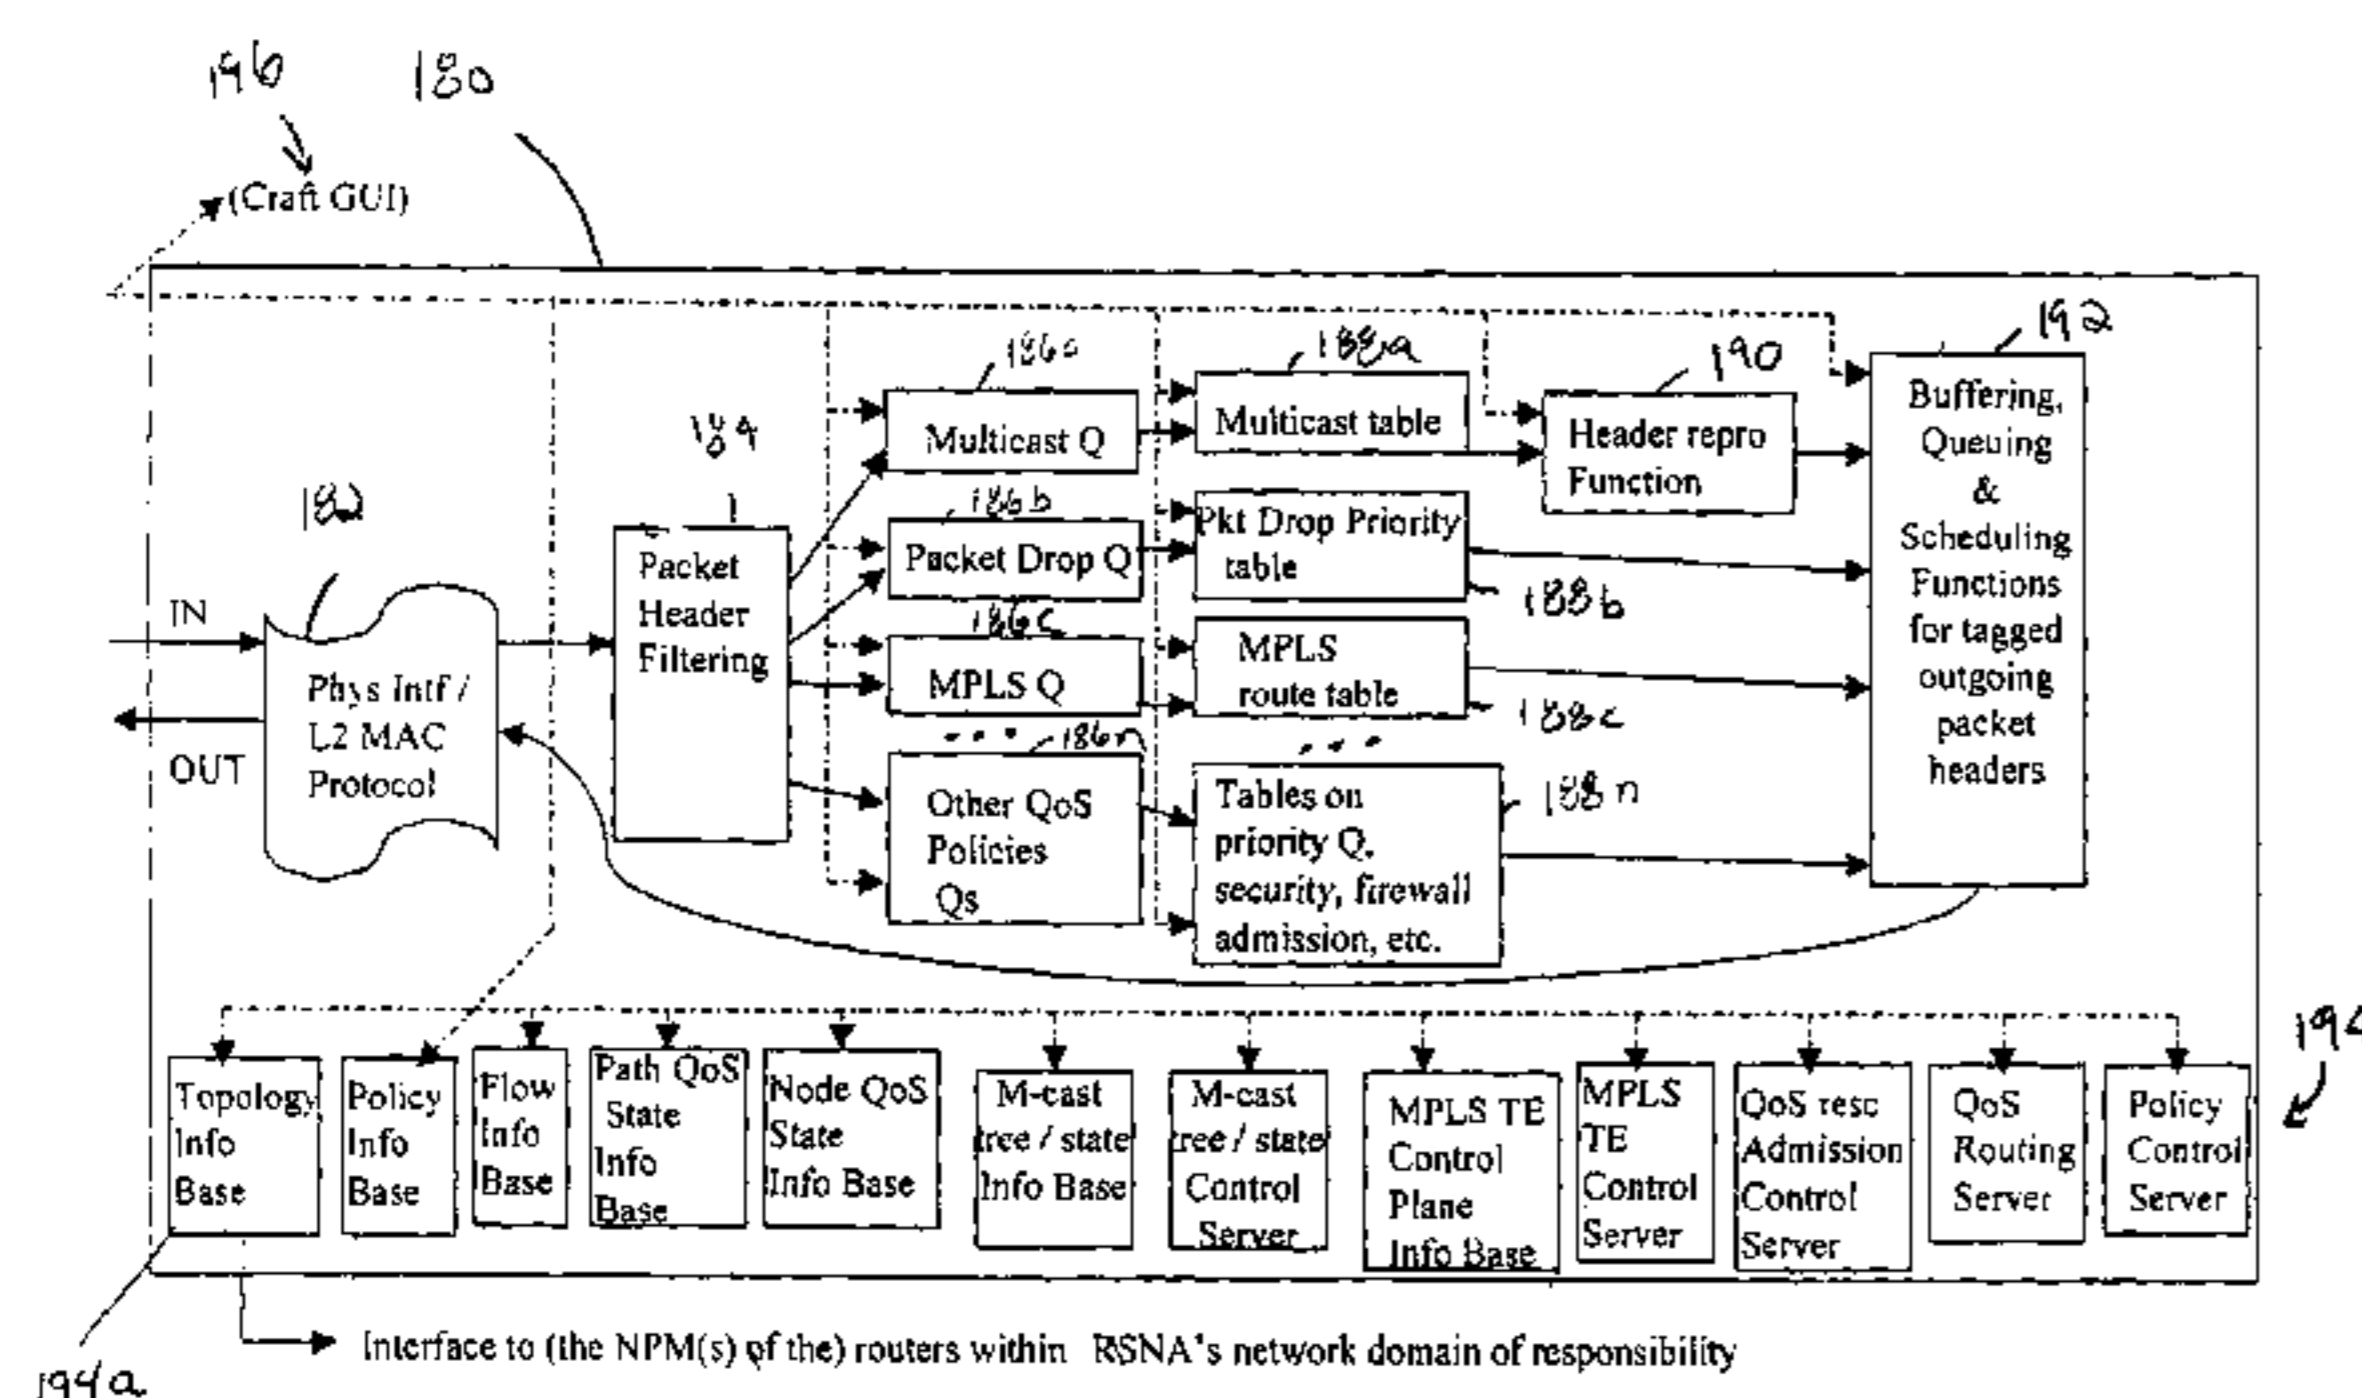 196
180
(Craft GUI)
192
186a
188a
190
Multicast Q
Multicast table
Header repro
Function
Buffering,
Queuing
&
Scheduling
Functions
for tagged
outgoing
packet
headers
184
182
186b
Packet
Header
Filtering
Packet Drop Q
Pkt Drop Priority
table
188b
IN
OUT
Phys Intf /
L2 MAC
Protocol
186c
MPLS Q
MPLS
route table
188c
• • •
186n
• • •
Other QoS
Policies
Qs
Tables on
priority Q,
security, firewall
admission, etc.
188n
Topology
Info
Base
Policy
Info
Base
Flow
Info
Base
Path QoS
State
Info
Base
Node QoS
State
Info Base
M-cast
tree / state
Info Base
M-cast
tree / state
Control
Server
MPLS TE
Control
Plane
Info Base
MPLS
TE
Control
Server
QoS resc
Admission
Control
Server
QoS
Routing
Server
Policy
Control
Server
194a
Interface to (the NPM(s) of the) routers within RSNA's network domain of responsibility